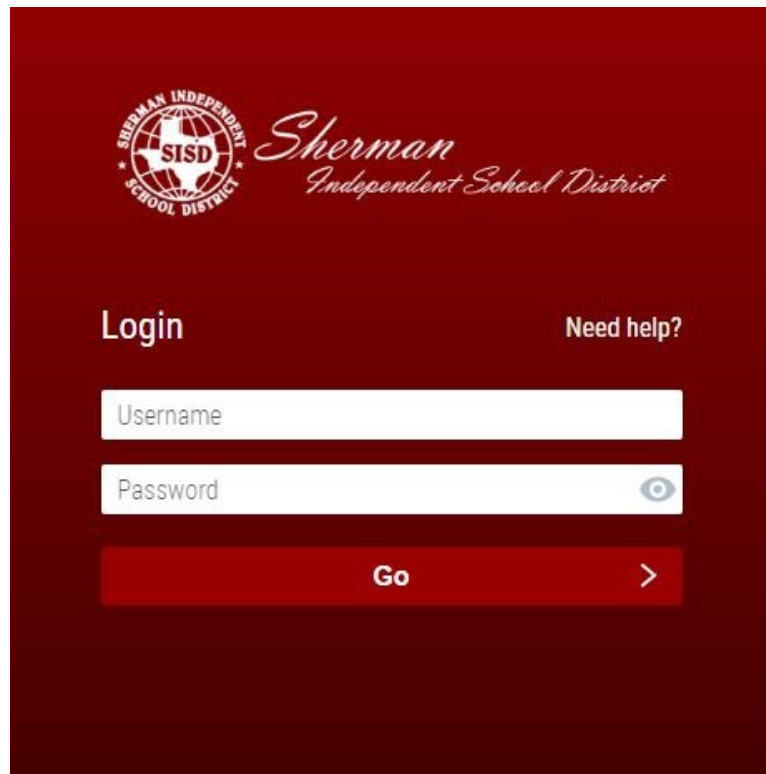 SHERMAN INDEPENDENT
SISD
SCHOOL DISTRICT
Sherman
Independent School District
Login
Need help?
Username
Password
Go